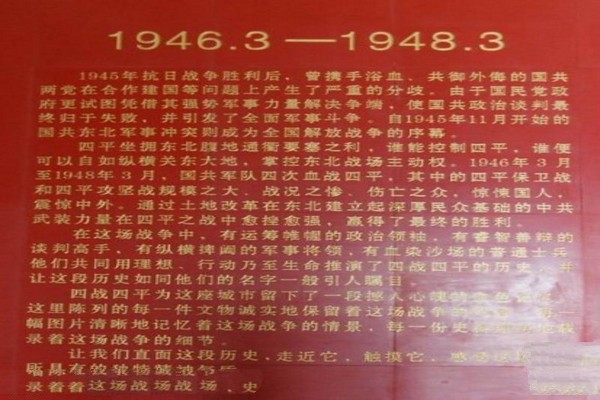 1946.3—1948.3
1945年抗日战争胜利后，曾携手浴血、共御外侮的国共
两党在合作建国等问题上产生了严重的分歧。由于国民党政
府更试图凭借其强势军事力量解决争端，使国共政治谈判最
终归于失败，并引发了全面军事斗争。自1945年11月开始的
国共东北军事冲突则成为全国解放战争的序幕。
四平坐拥东北腹地通衢要塞之利，谁能控制四平，谁便
可以自如纵横关东大地，掌控东北战场主动权。1946年3月
至1948年3月，国共军队四次血战四平，其中的四平保卫战
和四平攻坚战规模之大、战况之惨、伤亡之众，惊悚国人，
震惊中外。通过土地改革在东北建立起深厚民众基础的中共
武装力量在四平之战中愈挫愈强，赢得了最终的胜利。
在这场战争中，有运筹帷幄的政治领袖，有睿智善辩的
谈判高手，有纵横捭阖的军事将领，有血染沙场的普通士兵
他们共同用理想、行动乃至生命推演了四战四平的历史，并
让这段历史如同他们的名字一般引人瞩目
四战四平为这座城市留下了一段撼人心魄的
这里陈列的每一件文物诚实地保留着这场战争的
幅图片清晰地记忆着这场战争的情景，每一份史
录着这场战争的细节。
让我们直面这段历史，走近它，触摸它，感
录着着这场战场战场，史